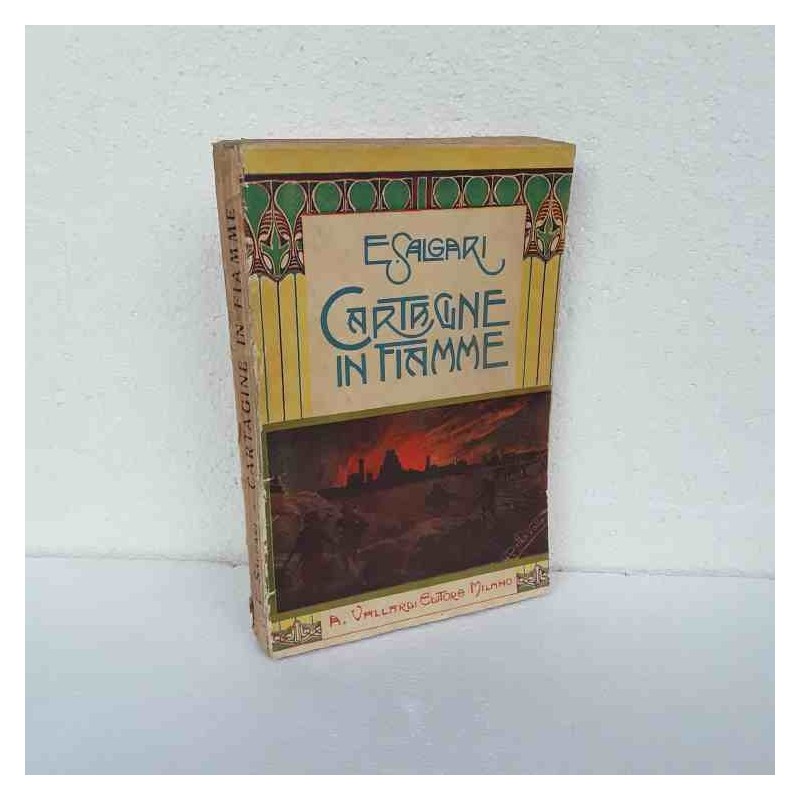 E. SALGARI
CARTAGINE
IN FIAMME
A. VALLARDI EDITORE MILANO
CARTAGINE IN FIAMME